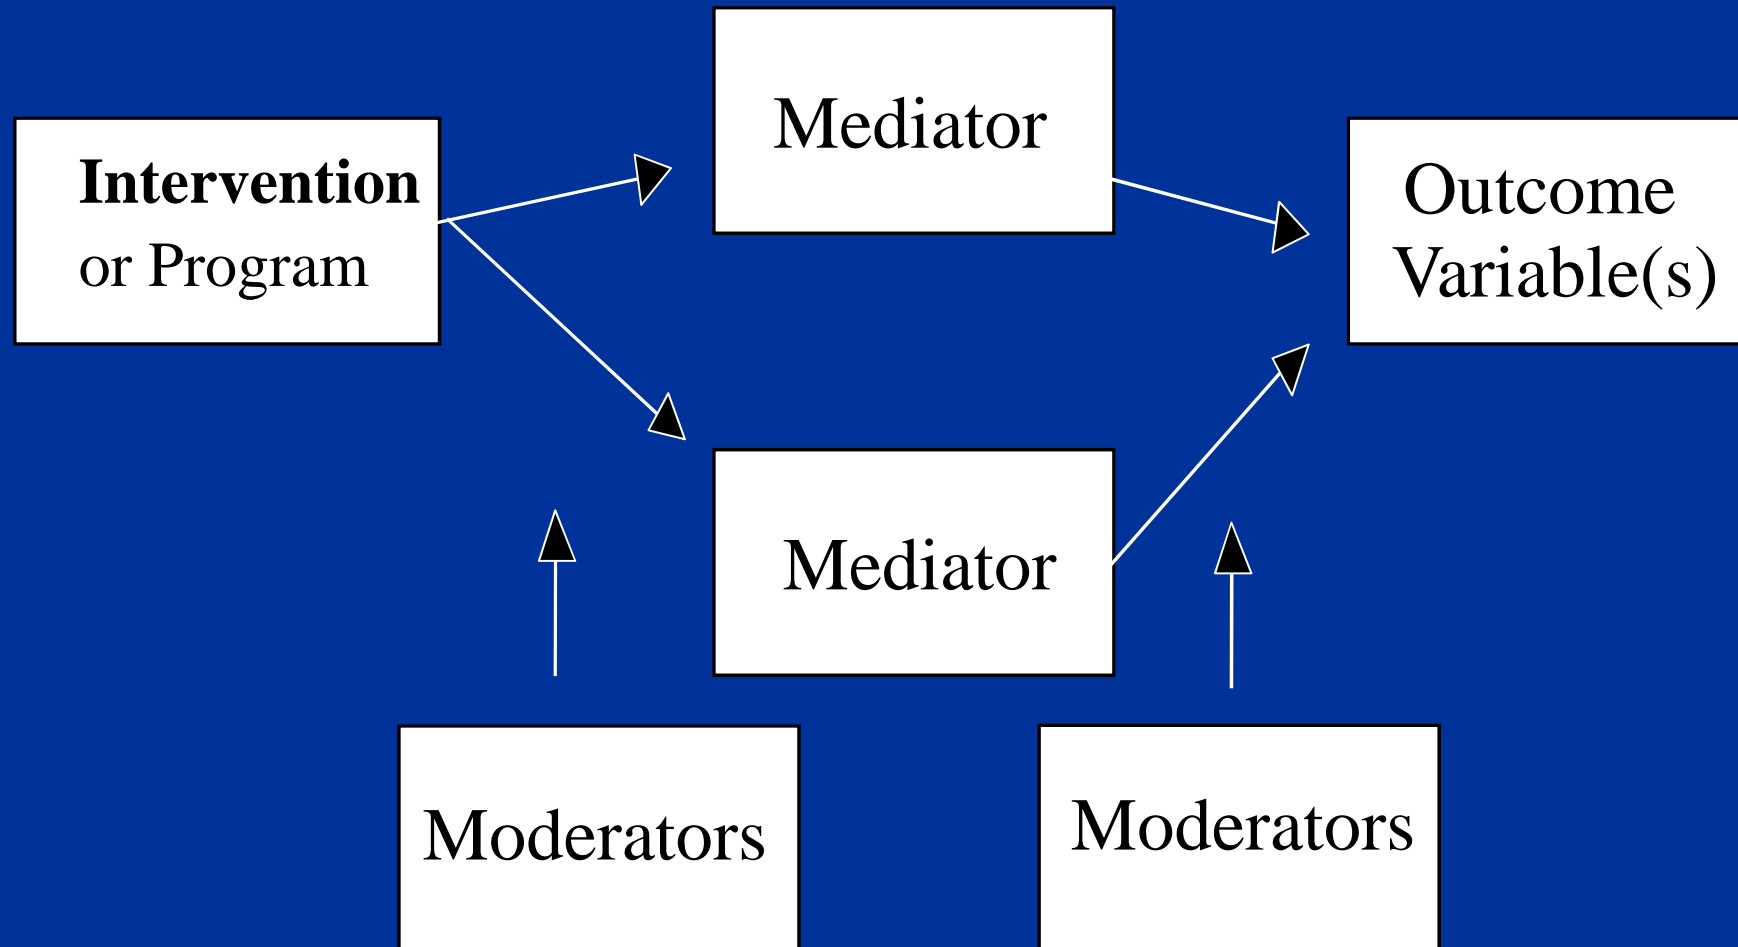 Mediator
Intervention
or Program
Outcome
Variable(s)
Mediator
Moderators
Moderators